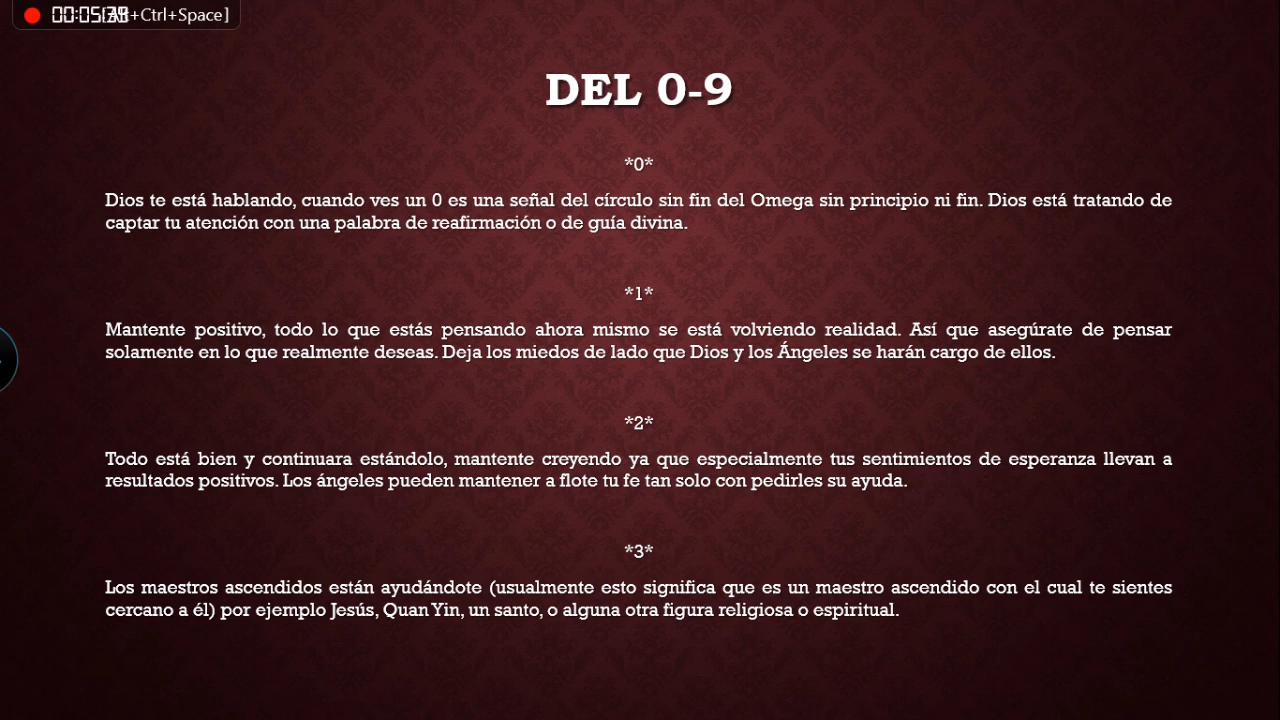 +Ctrl+Space]
DEL 0-9
*0*
Dios te está hablando, cuando ves un 0 es una señal del círculo sin fin del Omega sin principio ni fin. Dios está tratando de
captar tu atención con una palabra de reafirmación o de guía divina.
*1*
Mantente positivo, todo lo que estás pensando ahora mismo se está volviendo realidad. Así que asegúrate de pensar
solamente en lo que realmente deseas. Deja los miedos de lado que Dios y los Ángeles se harán cargo de ellos.
*2*
Todo está bien y continuara estándolo, mantente creyendo ya que especialmente tus sentimientos de esperanza llevan a
resultados positivos. Los ángeles pueden mantener a flote tu fe tan solo con pedirles su ayuda.
*3*
Los maestros ascendidos están ayudándote (usualmente esto significa que es un maestro ascendido con el cual te sientes
cercano a él) por ejemplo Jesús, Quan Yin, un santo, o alguna otra figura religiosa o espiritual.